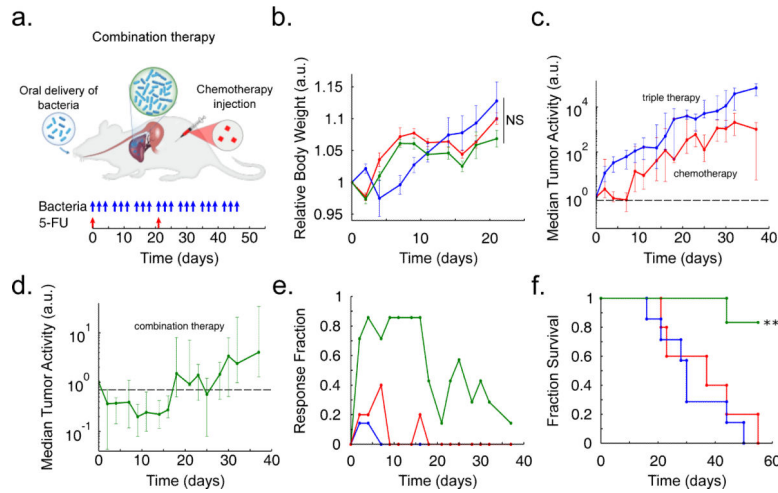 a.
Combination therapy
Oral delivery of
bacteria
Chemotherapy
injection
Bacteria
5-FU
0 10 20 30 40 50
Time (days)
b.
Relative Body Weight (a.u.)
1.15
1.1
1.05
1
0.95
NS
0 10 20
Time (days)
c.
Median Tumor Activity (a.u.)
10^4
10^2
10^0
triple therapy
chemotherapy
0 10 20 30 40
Time (days)
d.
Median Tumor Activity (a.u.)
10^1
10^0
10^-1
combination therapy
0 10 20 30 40
Time (days)
e.
Response Fraction
1
0.8
0.6
0.4
0.2
0
0 10 20 30 40
Time (days)
f.
Fraction Survival
1
0.8
0.6
0.4
0.2
0
**
0 20 40 60
Time (days)